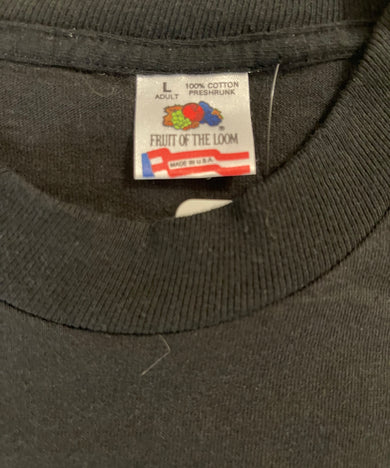 L 100% COTTON
ADULT PRESHRUNK
®
FRUIT OF THE LOOM
MADE IN U.S.A.